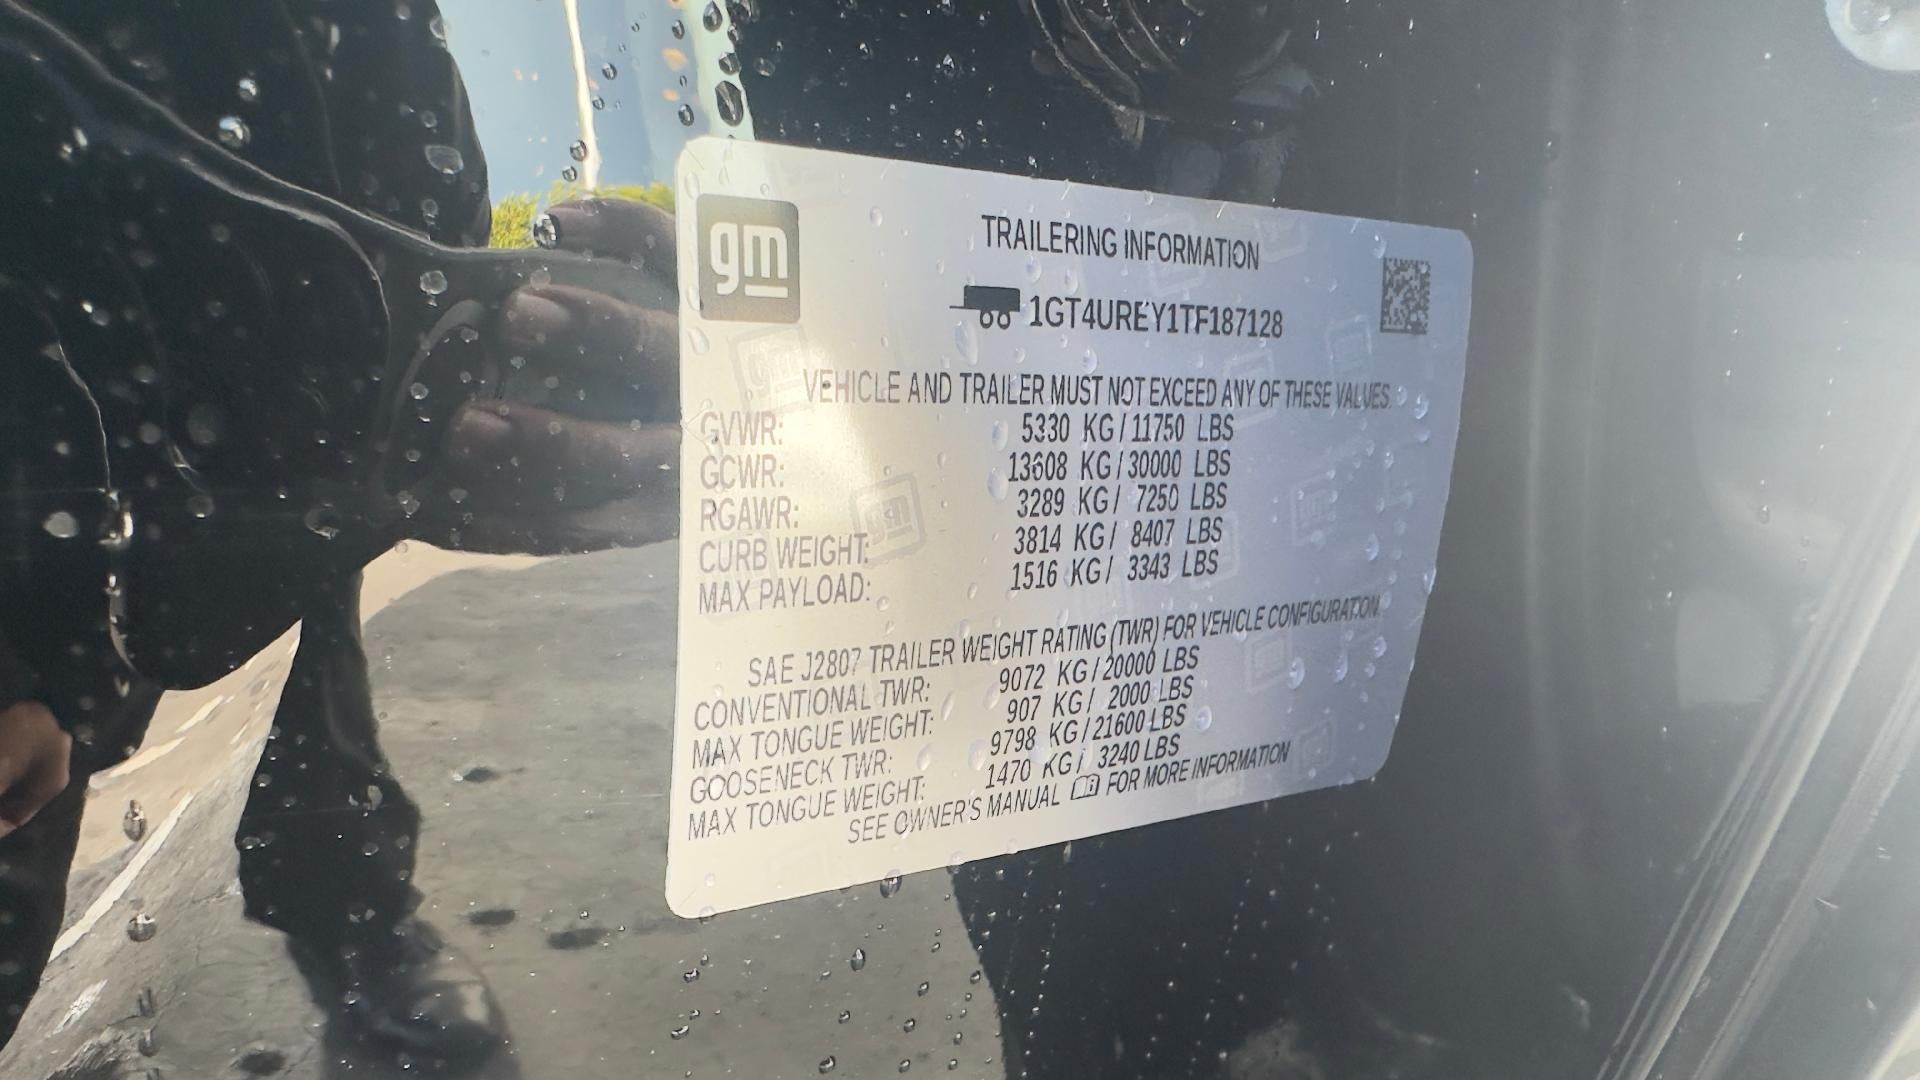 gm
TRAILERING INFORMATION
1GT4UREY1TF187128
VEHICLE AND TRAILER MUST NOT EXCEED ANY OF THESE VALUES.
GVWR: 5330 KG/11750 LBS
GCWR: 13608 KG/30000 LBS
RGAWR: 3289 KG/ 7250 LBS
CURB WEIGHT: 3814 KG/ 8407 LBS
MAX PAYLOAD: 1516 KG/ 3343 LBS
SAE J2807 TRAILER WEIGHT RATING (TWR) FOR VEHICLE CONFIGURATION
CONVENTIONAL TWR: 9072 KG/20000 LBS
MAX TONGUE WEIGHT: 907 KG/ 2000 LBS
GOOSENECK TWR: 9798 KG/21600 LBS
MAX TONGUE WEIGHT: 1470 KG/ 3240 LBS
SEE OWNER'S MANUAL FOR MORE INFORMATION